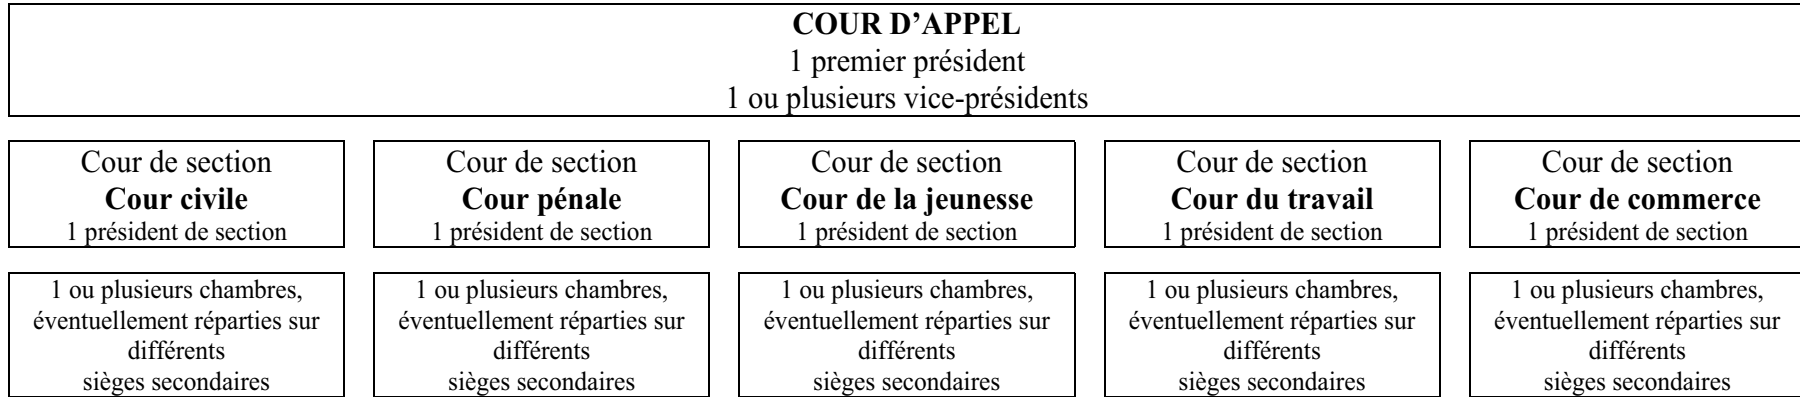 COUR D’APPEL
1 premier président
1 ou plusieurs vice-présidents
Cour de section
Cour civile
1 président de section
Cour de section
Cour pénale
1 président de section
Cour de section
Cour de la jeunesse
1 président de section
Cour de section
Cour du travail
1 président de section
Cour de section
Cour de commerce
1 président de section
1 ou plusieurs chambres,
éventuellement réparties sur
différents
sièges secondaires
1 ou plusieurs chambres,
éventuellement réparties sur
différents
sièges secondaires
1 ou plusieurs chambres,
éventuellement réparties sur
différents
sièges secondaires
1 ou plusieurs chambres,
éventuellement réparties sur
différents
sièges secondaires
1 ou plusieurs chambres,
éventuellement réparties sur
différents
sièges secondaires